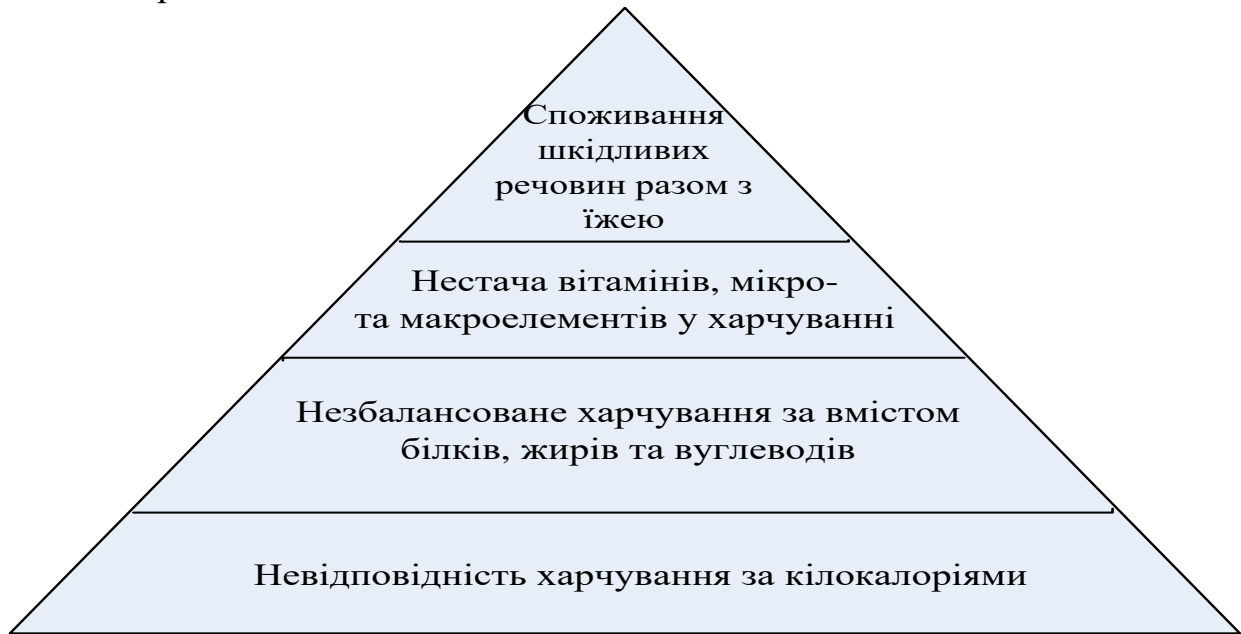 Споживання
шкідливих
речовин разом з
їжею
Нестача вітамінів, мікро-
та макроелементів у харчуванні
Незбалансоване харчування за вмістом
білків, жирів та вуглеводів
Невідповідність харчування за кілокалоріями